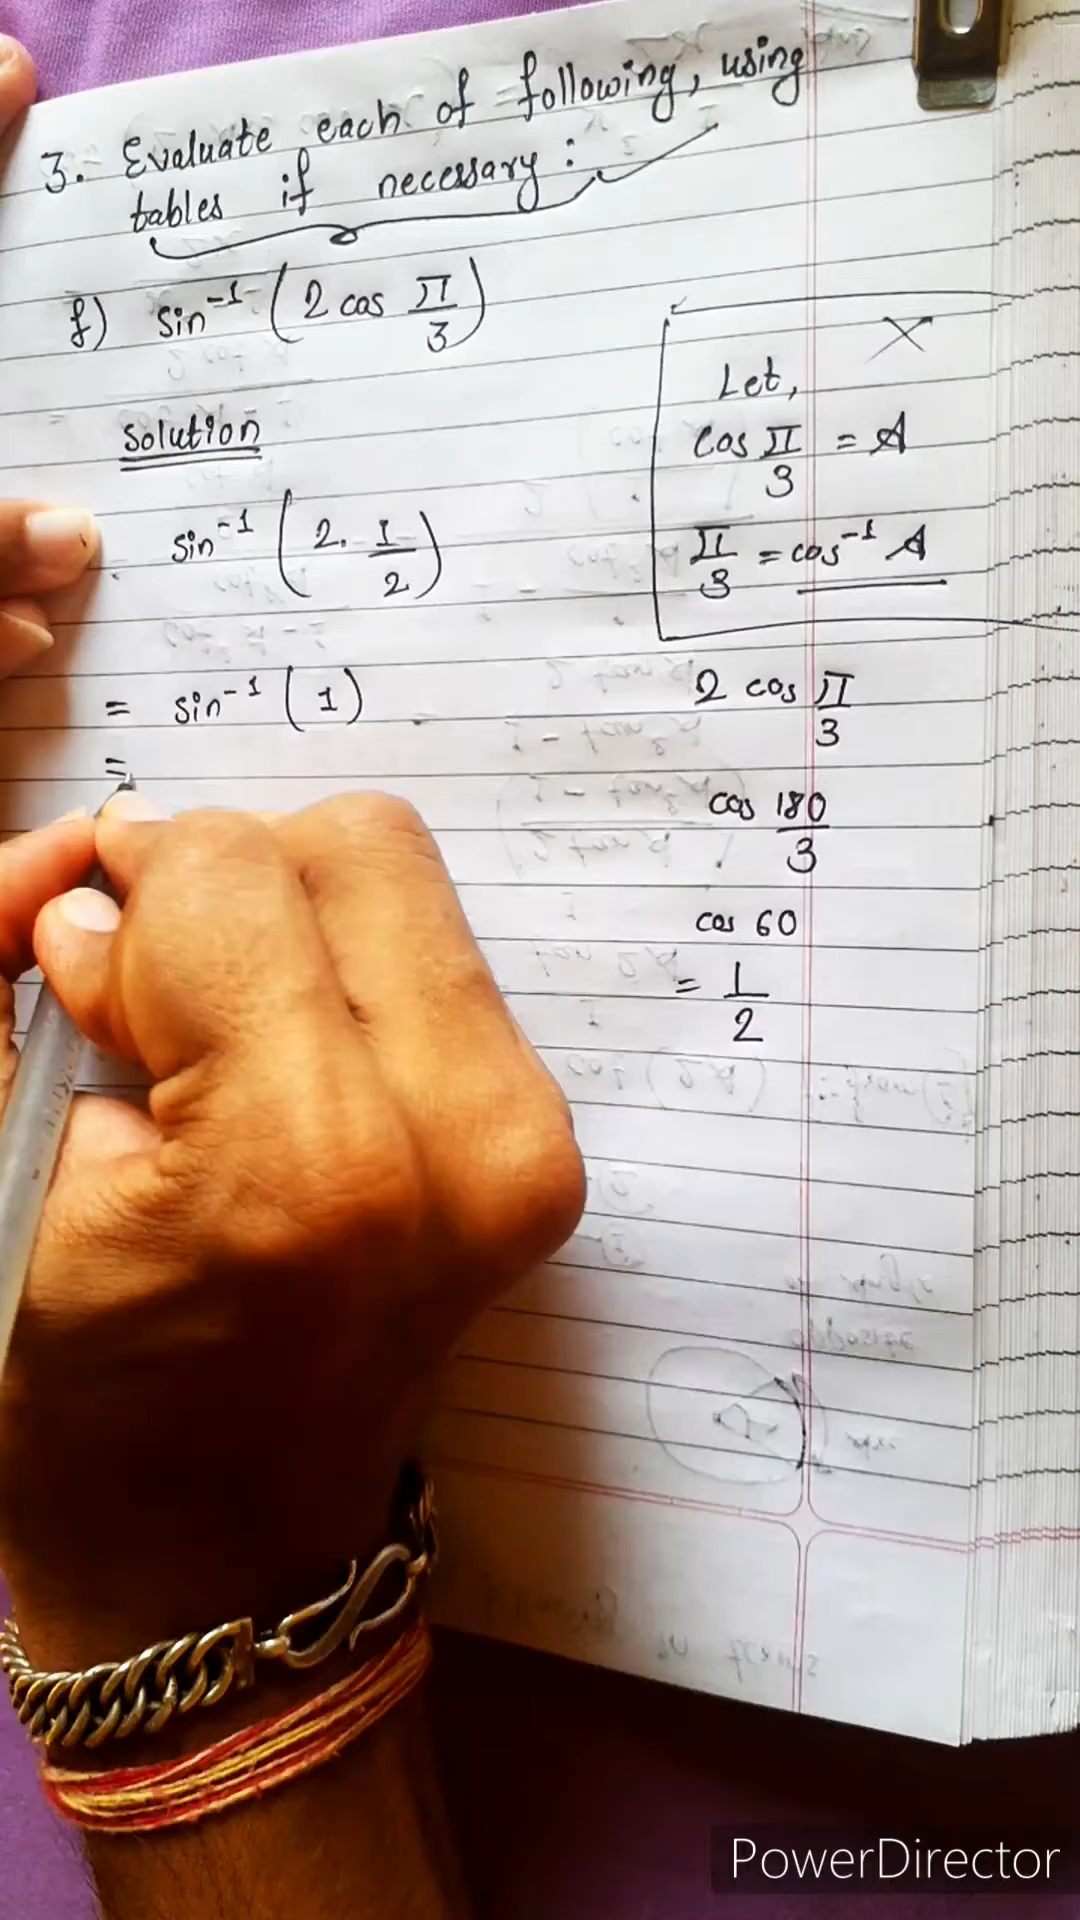 3. Evaluate each of following, using
tables if necessary:
f) sin⁻¹ (2 cos π/3)
Solution
sin⁻¹ (2. 1/2)
= sin⁻¹ (1)
=
X
Let,
cos π/3 = A
π/3 = cos⁻¹ A
2 cos π/3
cos 180/3
cos 60
= 1/2
PowerDirector